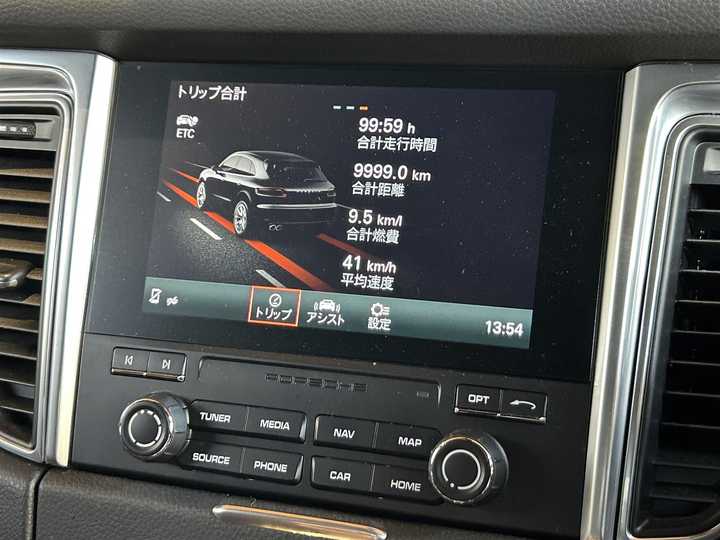 トリップ合計
ETC
99:59 h
合計走行時間
9999.0 km
合計距離
9.5 km/l
合計燃費
41 km/h
平均速度
トリップ
アシスト
設定
13:54
PORSCHE
OPT
TUNER
MEDIA
NAV
MAP
SOURCE
PHONE
CAR
HOME